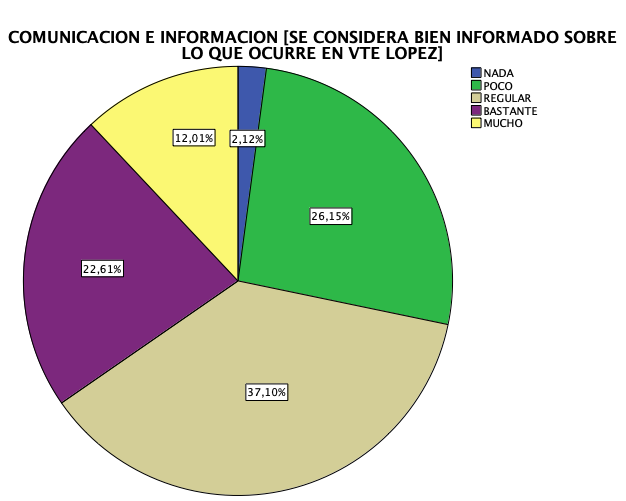 COMUNICACION E INFORMACION [SE CONSIDERA BIEN INFORMADO SOBRE
LO QUE OCURRE EN VTE LOPEZ]
NADA
POCO
REGULAR
BASTANTE
MUCHO
12,01%
2,12%
26,15%
22,61%
37,10%